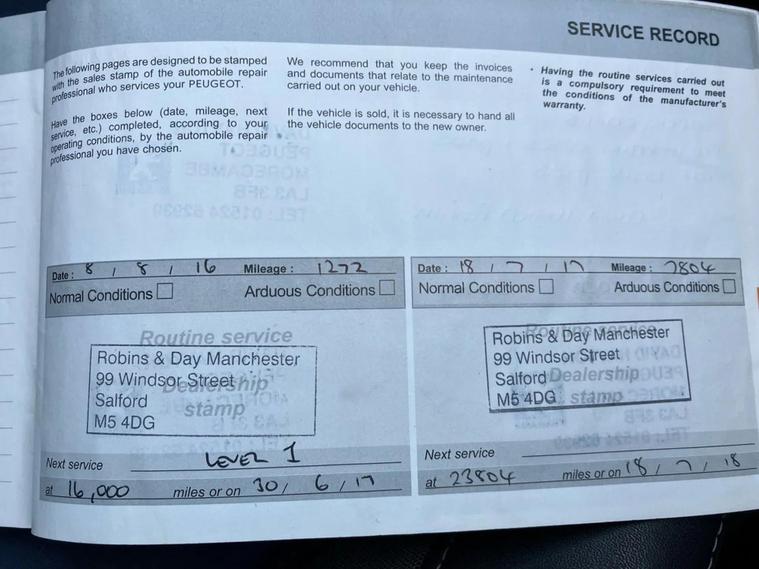 SERVICE RECORD
The following pages are designed to be stamped
with the sales stamp of the automobile repair
professional who services your PEUGEOT.
Have the boxes below (date, mileage, next
service, etc.) completed, according to your
operating conditions, by the automobile repair
professional you have chosen.
We recommend that you keep the invoices
and documents that relate to the maintenance
carried out on your vehicle.
If the vehicle is sold, it is necessary to hand all
the vehicle documents to the new owner.
• Having the routine services carried out
is a compulsory requirement to meet
the conditions of the manufacturer's
warranty.
Date : 8 / 8 / 16 Mileage : 1272
Normal Conditions Arduous Conditions
Routine service
Dealership
stamp
Robins & Day Manchester
99 Windsor Street
Salford
M5 4DG
Next service LEVEL 1
at 16,000 miles or on 30 / 6 / 17
Date : 18 / 7 / 17 Mileage : 7804
Normal Conditions Arduous Conditions
Routine service
Dealership
stamp
Robins & Day Manchester
99 Windsor Street
Salford
M5 4DG
Next service
at 23804 miles or on 18 / 7 / 18